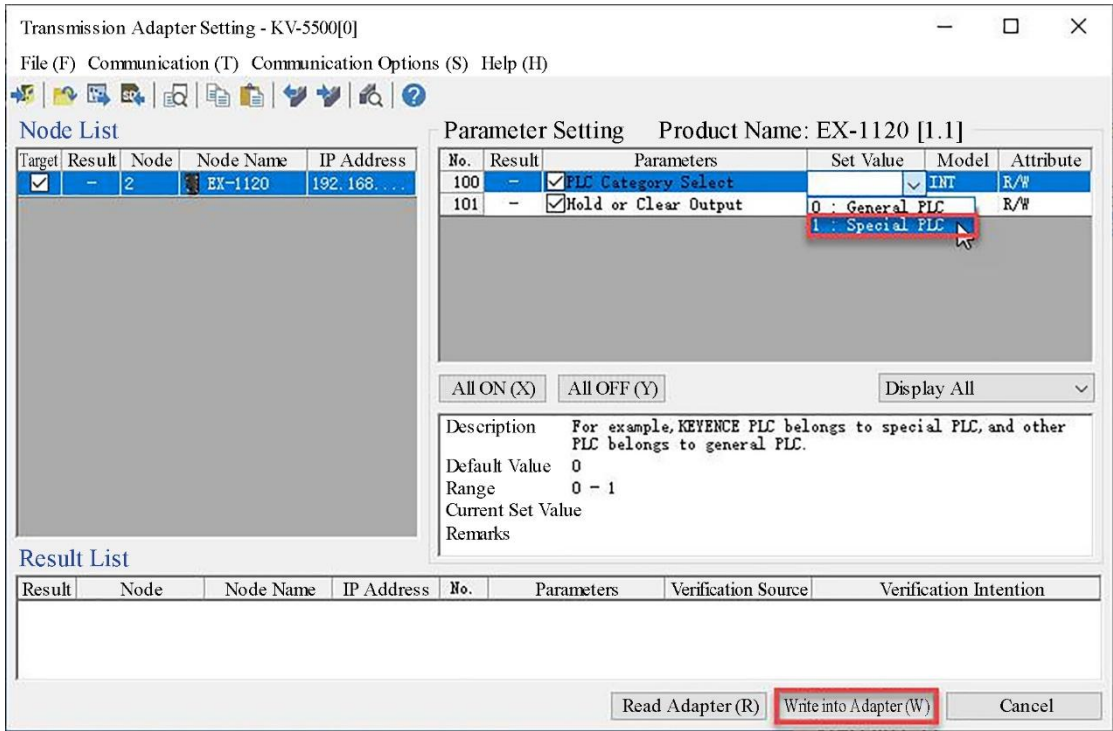 Transmission Adapter Setting - KV-5500[0]
File (F) Communication (T) Communication Options (S) Help (H)
Node List
Target Result Node Node Name IP Address
– 2 EX-1120 192.168....
Parameter Setting Product Name: EX-1120 [1.1]
No. Result Parameters Set Value Model Attribute
100 – PLC Category Select INT R/W
101 – Hold or Clear Output R/W
0 : General PLC
1 : Special PLC
All ON (X) All OFF (Y) Display All
Description For example,KEYENCE PLC belongs to special PLC,and other
PLC belongs to general PLC.
Default Value 0
Range 0 – 1
Current Set Value
Remarks
Result List
Result Node Node Name IP Address No. Parameters Verification Source Verification Intention
Read Adapter (R) Write into Adapter (W) Cancel